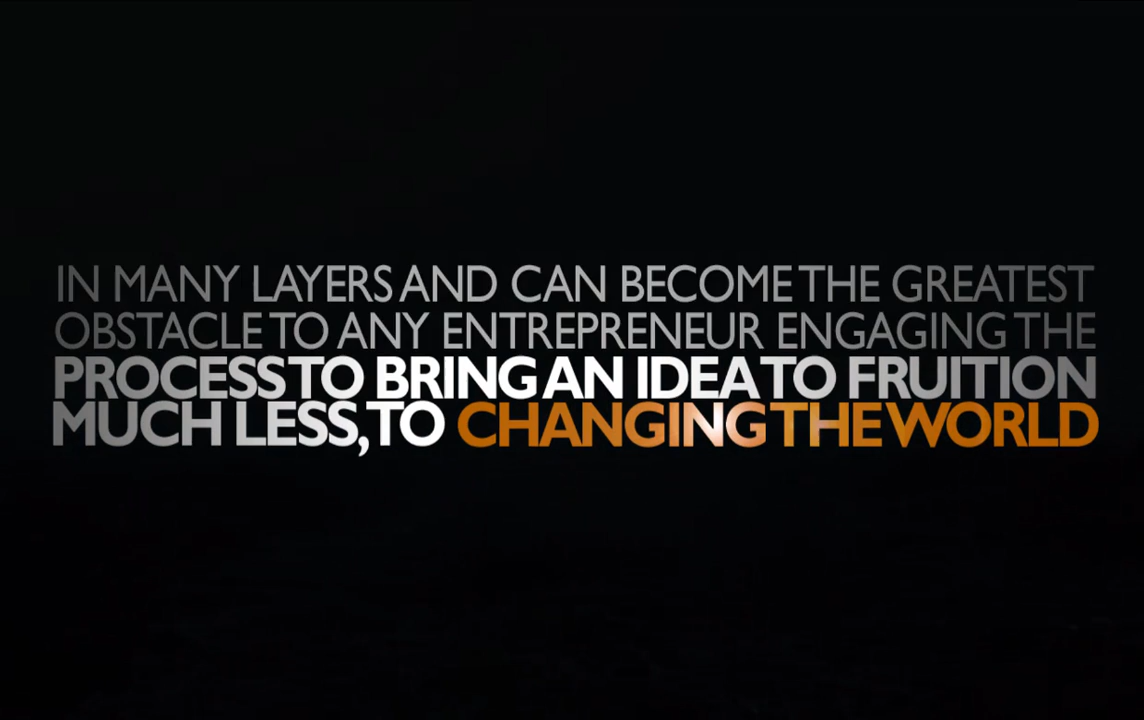 IN MANY LAYERS AND CAN BECOME THE GREATEST
OBSTACLE TO ANY ENTREPRENEUR ENGAGING THE
PROCESS TO BRING AN IDEA TO FRUITION
MUCH LESS, TO CHANGING THE WORLD